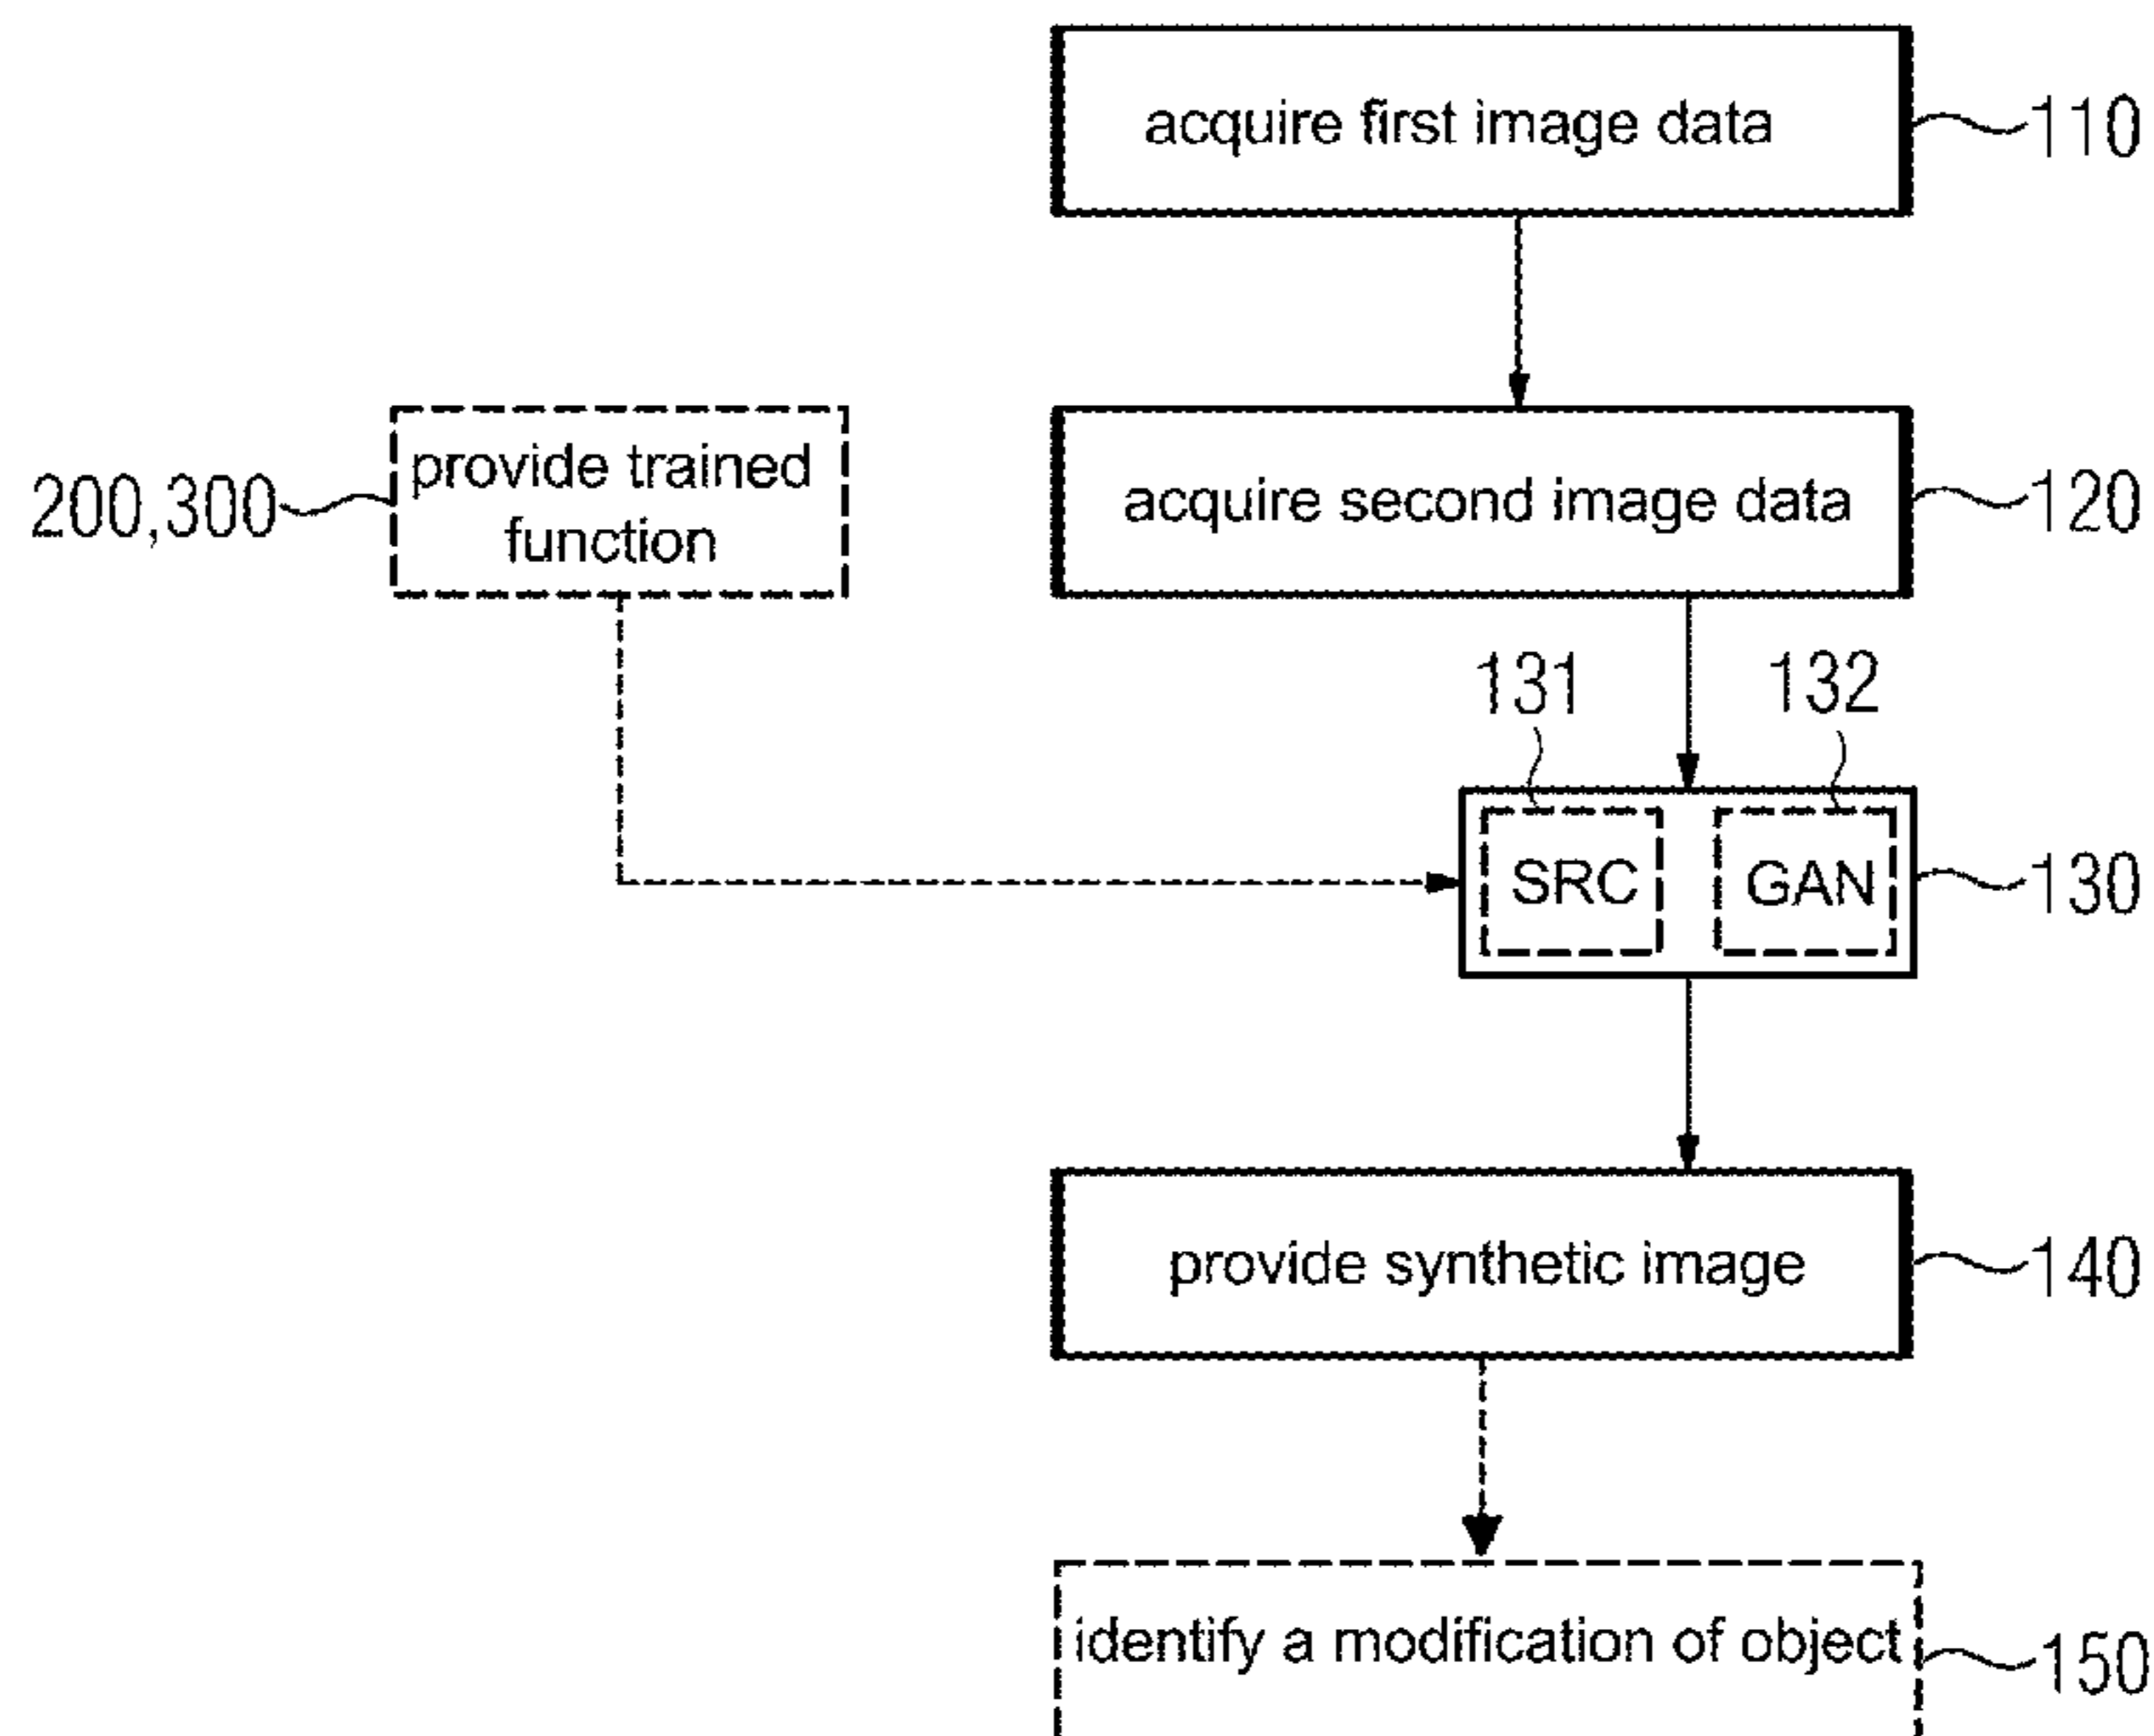 acquire first image data
110
provide trained
function
200,300
acquire second image data
120
131
132
SRC
GAN
130
provide synthetic image
140
identify a modification of object
150